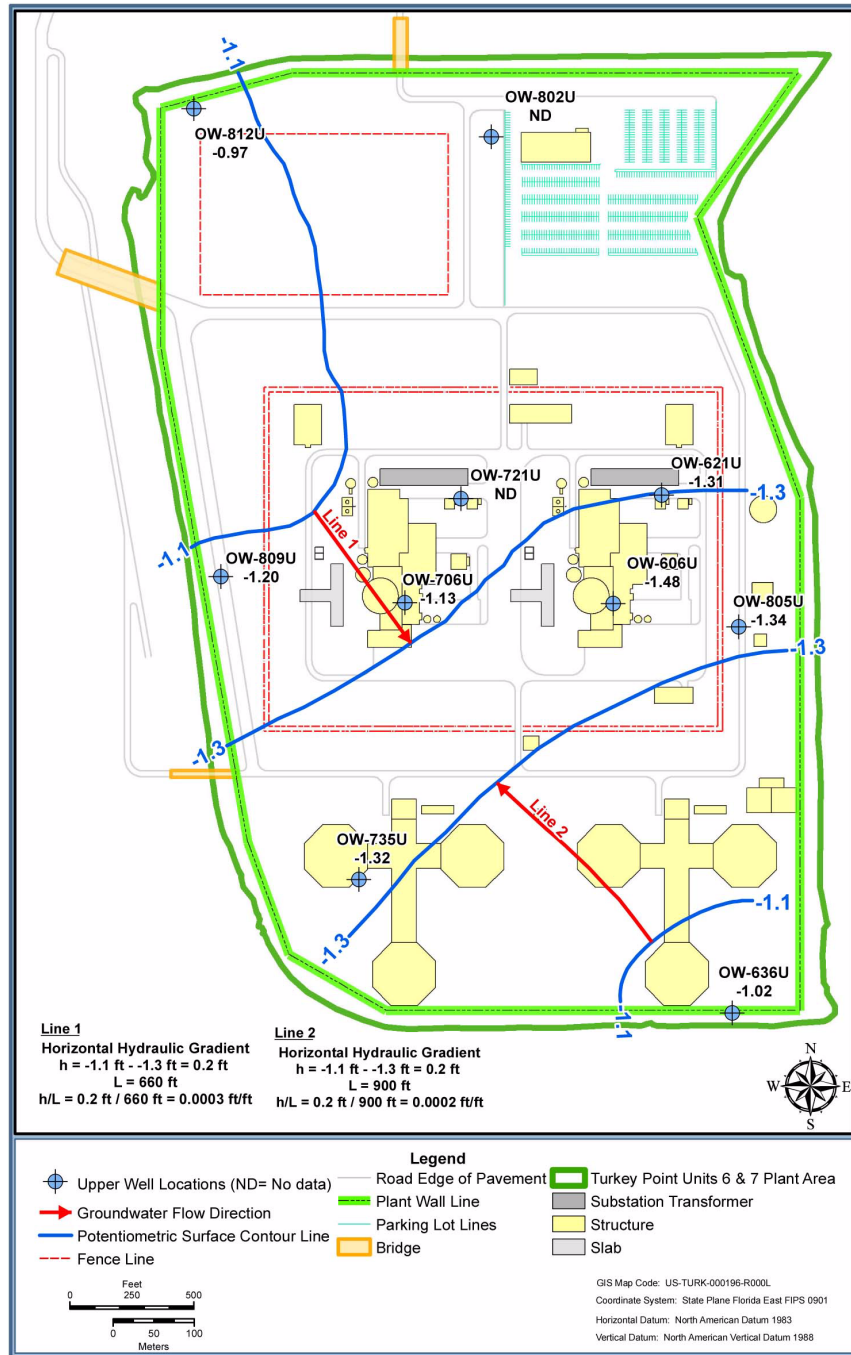 -1.1
OW-802U
ND
OW-812U
-0.97
OW-721U
ND
OW-621U
-1.31
-1.3
Line 1
-1.1
OW-809U
-1.20
OW-706U
-1.13
OW-606U
-1.48
OW-805U
-1.34
-1.3
-1.3
Line 2
OW-735U
-1.32
-1.1
-1.3
OW-636U
-1.02
-1.1
Line 1
Horizontal Hydraulic Gradient
h = -1.1 ft - -1.3 ft = 0.2 ft
L = 660 ft
h/L = 0.2 ft / 660 ft = 0.0003 ft/ft
Line 2
Horizontal Hydraulic Gradient
h = -1.1 ft - -1.3 ft = 0.2 ft
L = 900 ft
h/L = 0.2 ft / 900 ft = 0.0002 ft/ft
N
W E
S
Legend
Upper Well Locations (ND= No data)
Groundwater Flow Direction
Potentiometric Surface Contour Line
Fence Line
Road Edge of Pavement
Plant Wall Line
Parking Lot Lines
Bridge
Turkey Point Units 6 & 7 Plant Area
Substation Transformer
Structure
Slab
Feet
0 250 500
0 50 100
Meters
GIS Map Code: US-TURK-000196-R000L
Coordinate System: State Plane Florida East FIPS 0901
Horizontal Datum: North American Datum 1983
Vertical Datum: North American Vertical Datum 1988